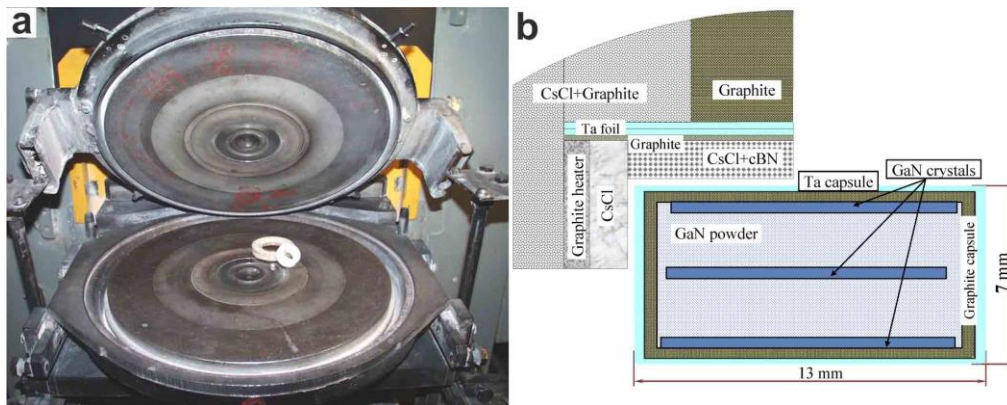 a
b
CsCl+Graphite
Graphite
Ta foil
Graphite
CsCl+cBN
Graphite heater
CsCl
GaN crystals
Ta capsule
GaN powder
Graphite capsule
7 mm
13 mm